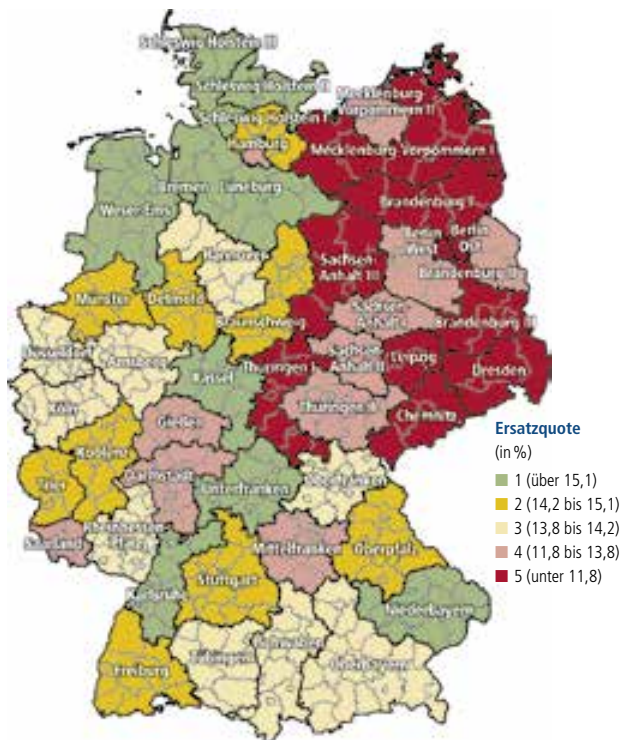 Schleswig Holstein III
Schleswig Holstein II
Schleswig Holstein I
Mecklenburg-
Vorpommern II
Hamburg
Mecklenburg-Vorpommern I
Bremen
Lüneburg
Brandenburg I
Weser-Ems
Berlin
West
Berlin
Ost
Hannover
Sachsen-
Anhalt III
Brandenburg II
Münster
Detmold
Braunschweig
Sachsen-
Anhalt I
Brandenburg III
Düsseldorf
Arnsberg
Kassel
Thüringen I
Sachsen-
Anhalt II
Leipzig
Dresden
Köln
Gießen
Thüringen II
Chemnitz
Koblenz
Darmstadt
Trier
Unterfranken
Oberfranken
Saarland
Rheinhessen-
Pfalz
Mittelfranken
Oberpfalz
Karlsruhe
Stuttgart
Niederbayern
Freiburg
Tübingen
Schwaben
Oberbayern
Ersatzquote
(in %)
1 (über 15,1)
2 (14,2 bis 15,1)
3 (13,8 bis 14,2)
4 (11,8 bis 13,8)
5 (unter 11,8)